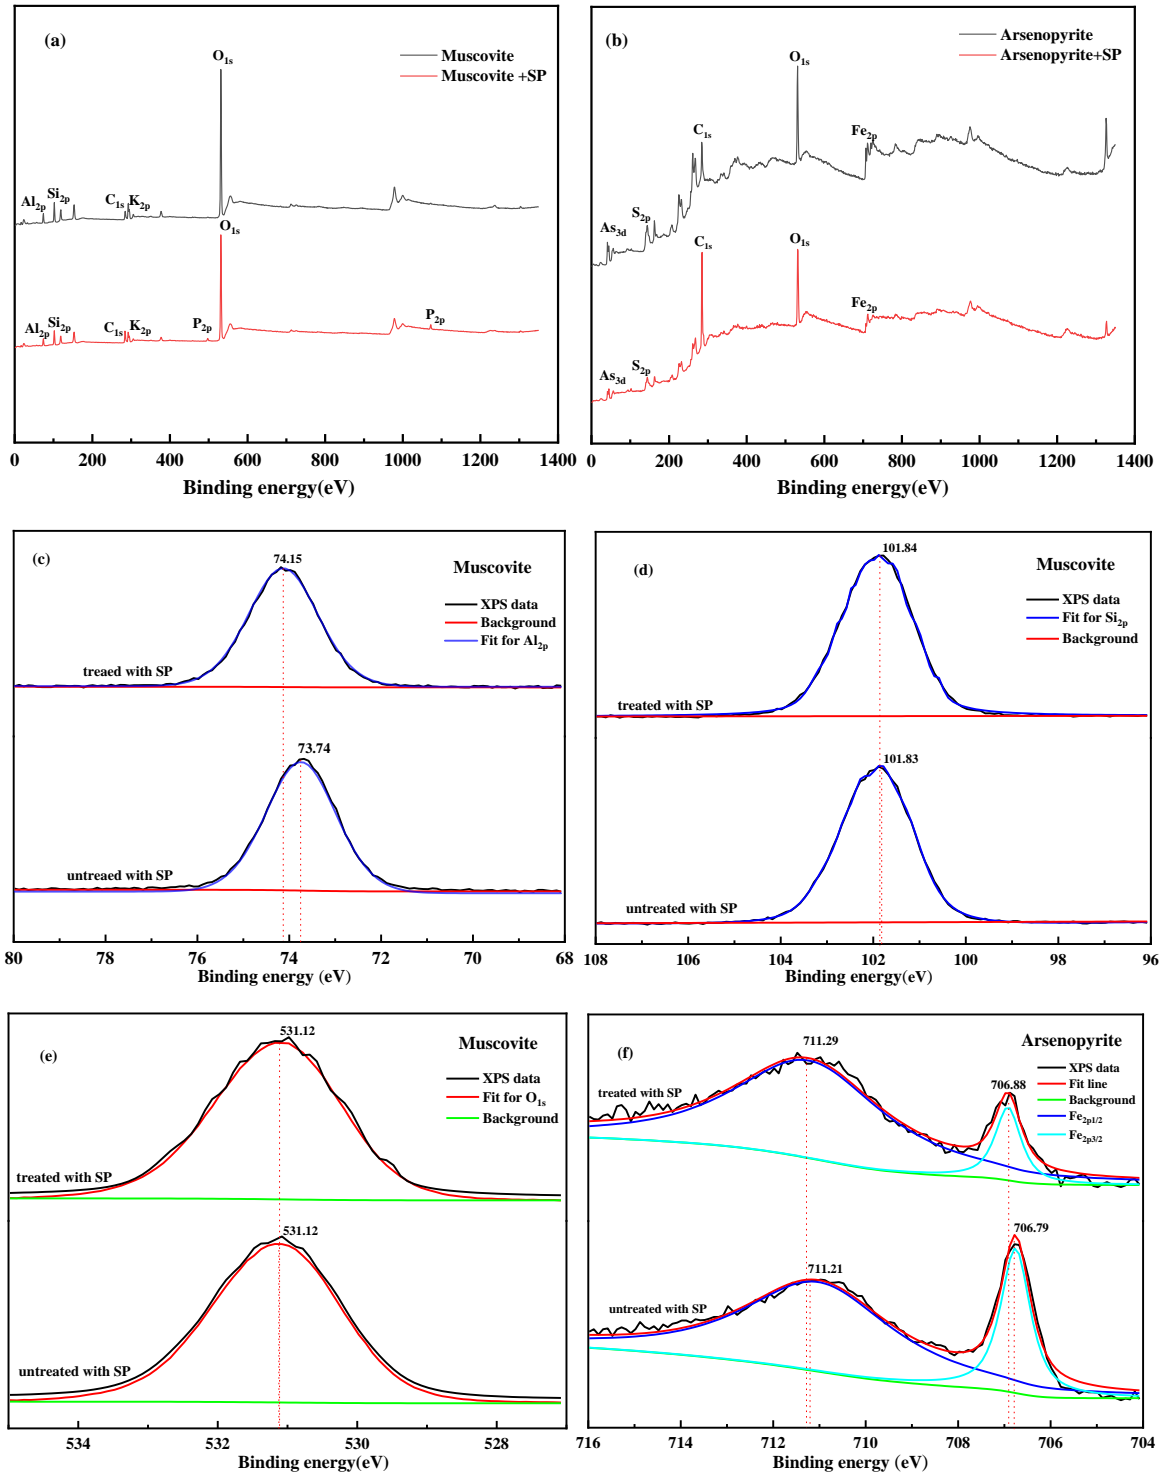 (a)
O1s
Muscovite
Muscovite +SP
Al2p
Si2p
C1s
K2p
O1s
Al2p
Si2p
C1s
K2p
P2p
P2p
0 200 400 600 800 1000 1200 1400
Binding energy(eV)
(b)
Arsenopyrite
Arsenopyrite+SP
O1s
C1s
Fe2p
S2p
As3d
C1s
O1s
Fe2p
S2p
As3d
0 200 400 600 800 1000 1200 1400
Binding energy(eV)
(c)
74.15
Muscovite
XPS data
Background
Fit for Al2p
treaed with SP
73.74
untreaed with SP
80 78 76 74 72 70 68
Binding energy (eV)
(d)
101.84
Muscovite
XPS data
Fit for Si2p
Background
treated with SP
101.83
untreated with SP
108 106 104 102 100 98 96
Binding energy(eV)
(e)
531.12
Muscovite
XPS data
Fit for O1s
Background
treated with SP
531.12
untreated with SP
534 532 530 528
Binding energy(eV)
(f)
711.29
Arsenopyrite
XPS data
Fit line
Background
Fe2p1/2
Fe2p3/2
706.88
treated with SP
706.79
711.21
untreated with SP
716 714 712 710 708 706 704
Binding energy (eV)